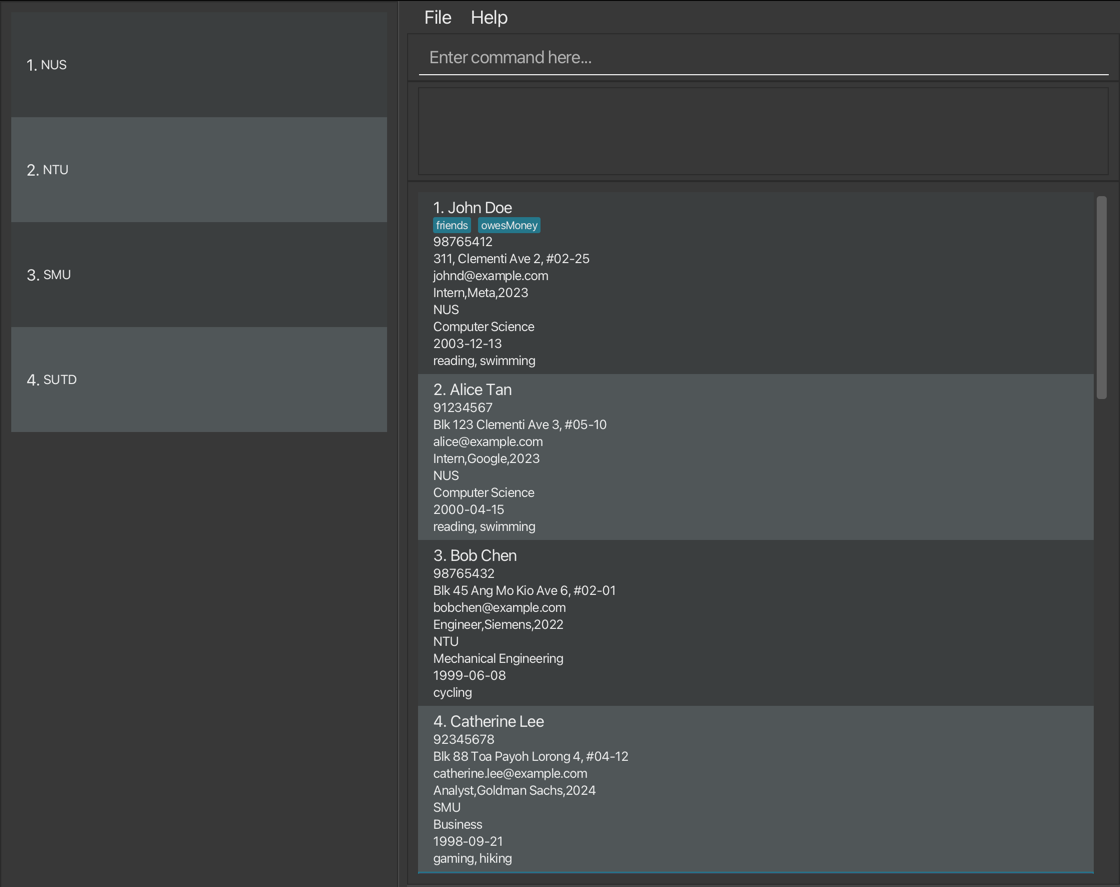 1. NUS
2. NTU
3. SMU
4. SUTD
File Help
Enter command here...
1. John Doe
friends owesMoney
98765412
311, Clementi Ave 2, #02-25
johnd@example.com
Intern,Meta,2023
NUS
Computer Science
2003-12-13
reading, swimming
2. Alice Tan
91234567
Blk 123 Clementi Ave 3, #05-10
alice@example.com
Intern,Google,2023
NUS
Computer Science
2000-04-15
reading, swimming
3. Bob Chen
98765432
Blk 45 Ang Mo Kio Ave 6, #02-01
bobchen@example.com
Engineer,Siemens,2022
NTU
Mechanical Engineering
1999-06-08
cycling
4. Catherine Lee
92345678
Blk 88 Toa Payoh Lorong 4, #04-12
catherine.lee@example.com
Analyst,Goldman Sachs,2024
SMU
Business
1998-09-21
gaming, hiking